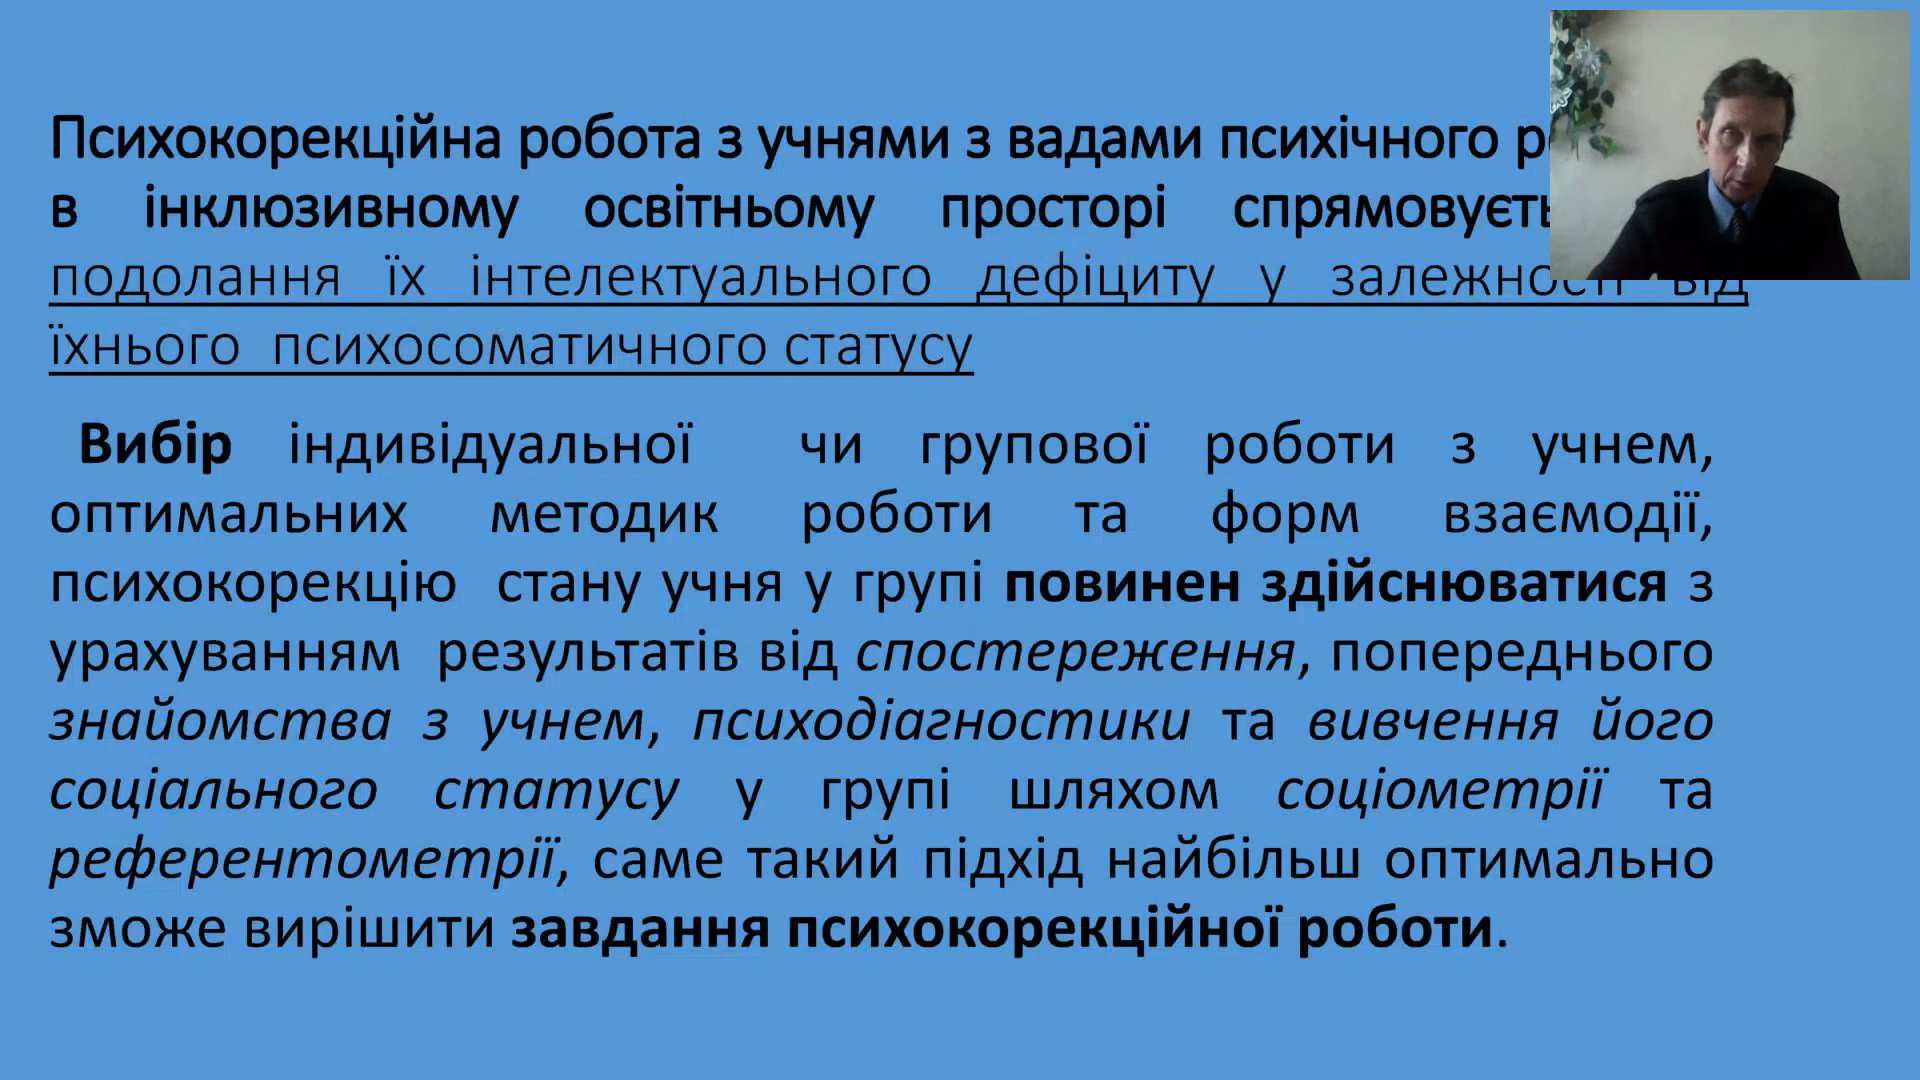 Психокорекційна робота з учнями з вадами психічного
в інклюзивному освітньому просторі
подолання їх інтелектуального дефіциту у залежності від
їхнього психосоматичного статусу
Вибір індивідуальної чи групової роботи з учнем,
оптимальних методик роботи та форм взаємодії,
психокорекцію стану учня у групі повинен здійснюватися з
урахуванням результатів від спостереження, попереднього
знайомства з учнем, психодіагностики та вивчення його
соціального статусу у групі шляхом соціометрії та
референтометрії, саме такий підхід найбільш оптимально
зможе вирішити завдання психокорекційної роботи.